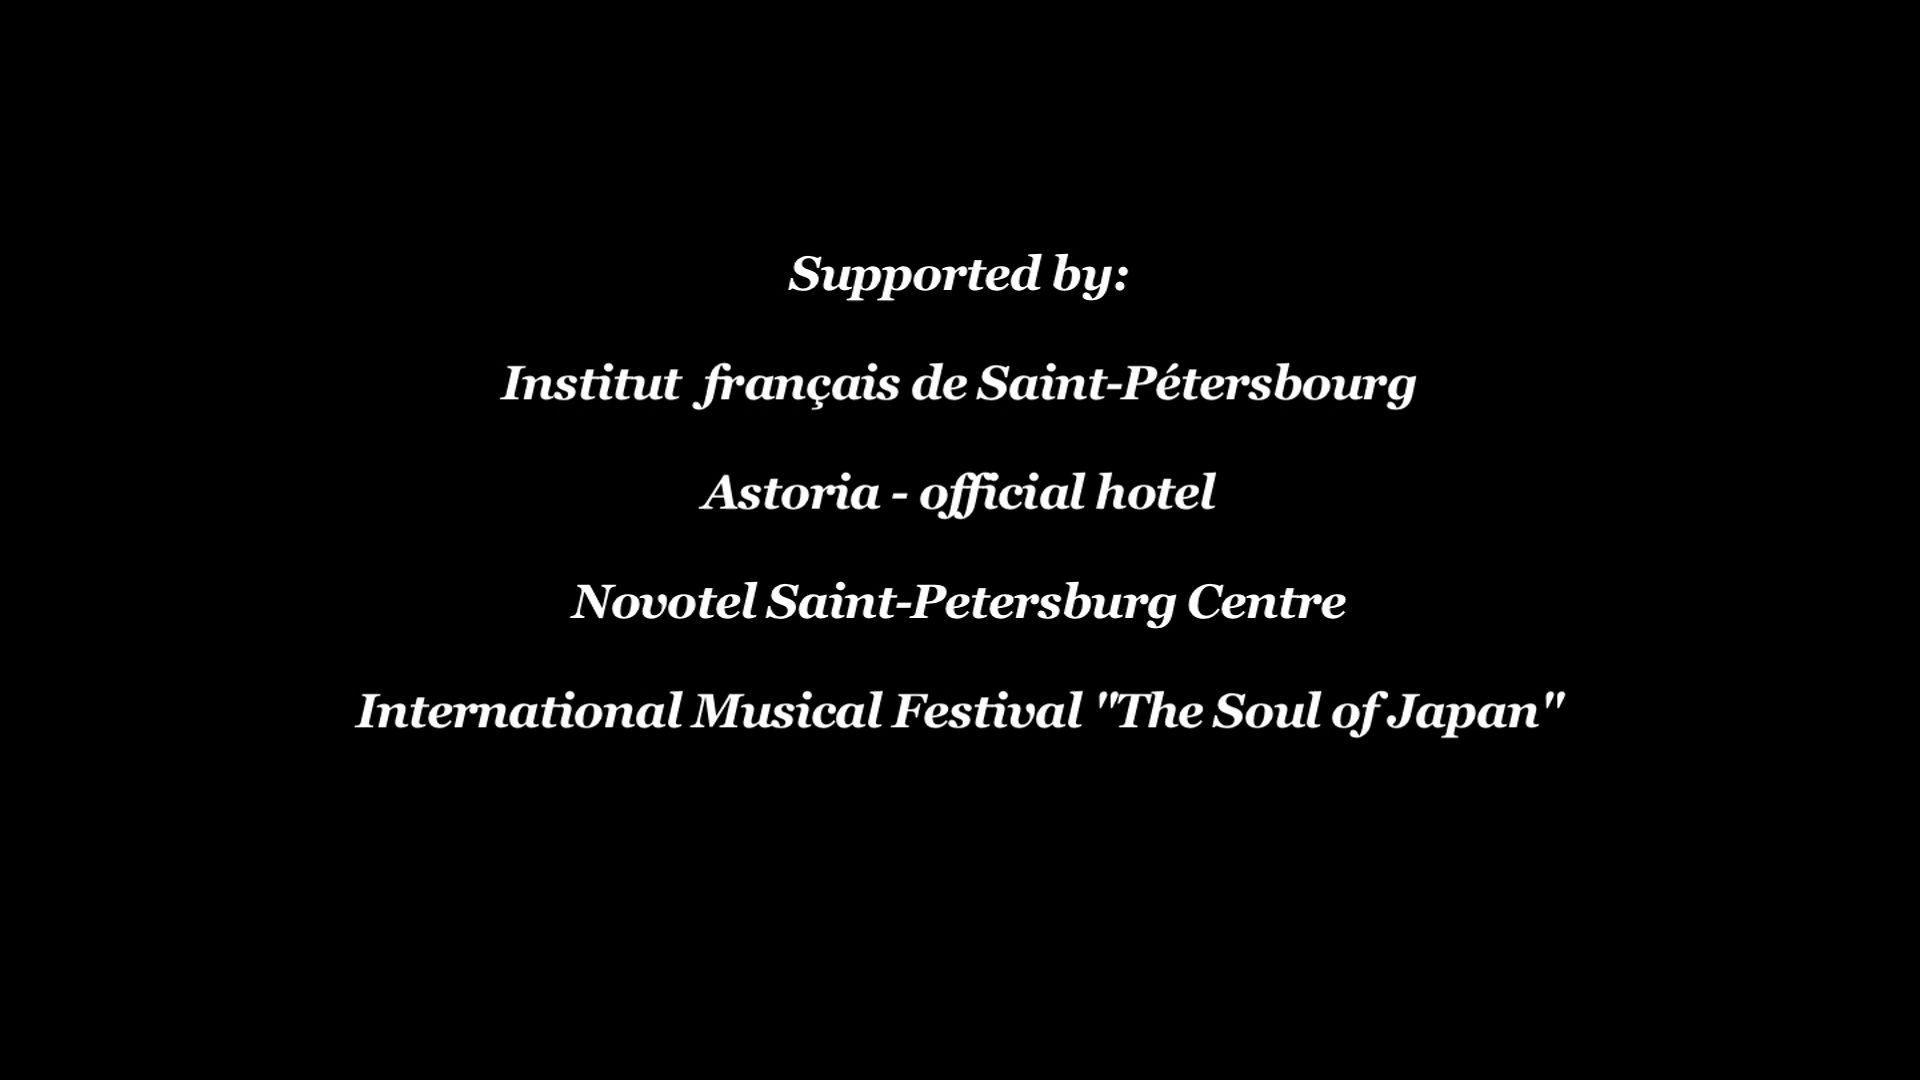 Supported by:
Institut français de Saint-Pétersbourg
Astoria - official hotel
Novotel Saint-Petersburg Centre
International Musical Festival "The Soul of Japan"